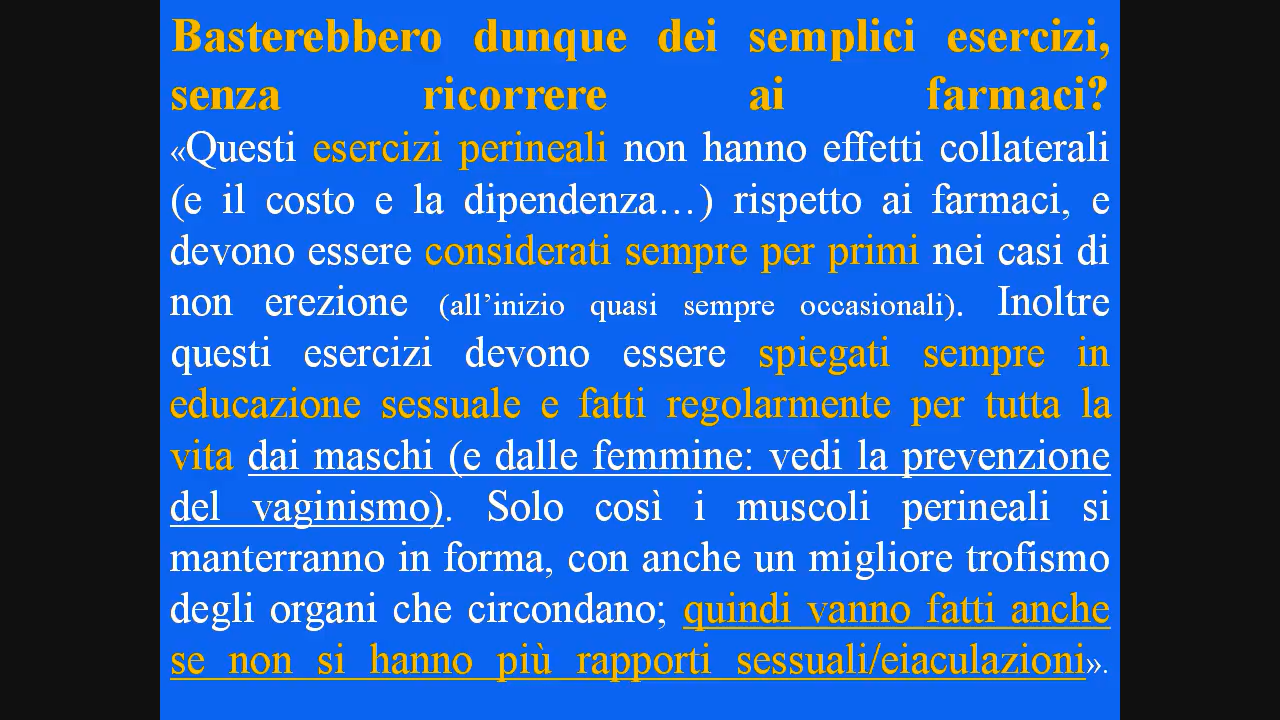 Basterebbero dunque dei semplici esercizi,
senza ricorrere ai farmaci?
«Questi esercizi perineali non hanno effetti collaterali
(e il costo e la dipendenza…) rispetto ai farmaci, e
devono essere considerati sempre per primi nei casi di
non erezione (all’inizio quasi sempre occasionali). Inoltre
questi esercizi devono essere spiegati sempre in
educazione sessuale e fatti regolarmente per tutta la
vita dai maschi (e dalle femmine: vedi la prevenzione
del vaginismo). Solo così i muscoli perineali si
manterranno in forma, con anche un migliore trofismo
degli organi che circondano; quindi vanno fatti anche
se non si hanno più rapporti sessuali/eiaculazioni».